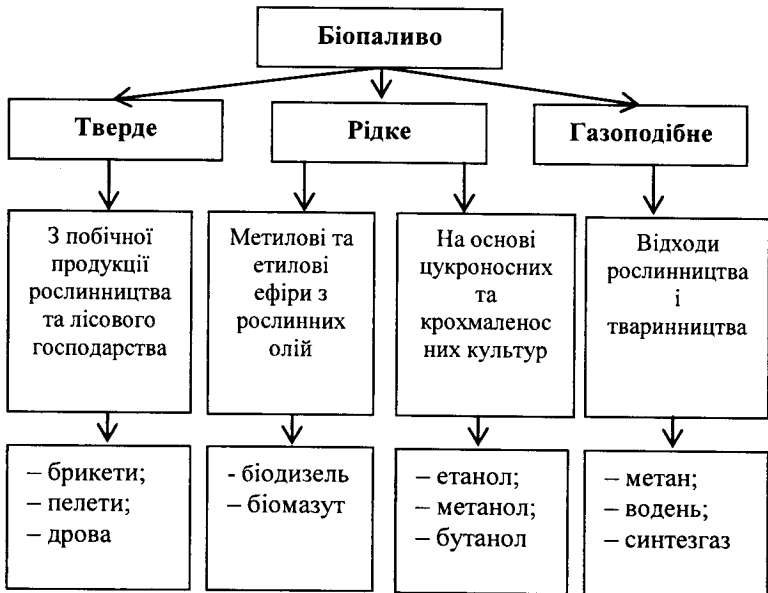 Біопаливо
Тверде
Рідке
Газоподібне
З побічної
продукції
рослинництва
та лісового
господарства
Метилові та
етилові
ефіри з
рослинних
олій
На основі
цукроносних
та
крохмаленос
них культур
Відходи
рослинництва
і
тваринництва
– брикети;
– пелети;
– дрова
- біодизель
– біомазут
– етанол;
– метанол;
– бутанол
– метан;
– водень;
– синтезгаз